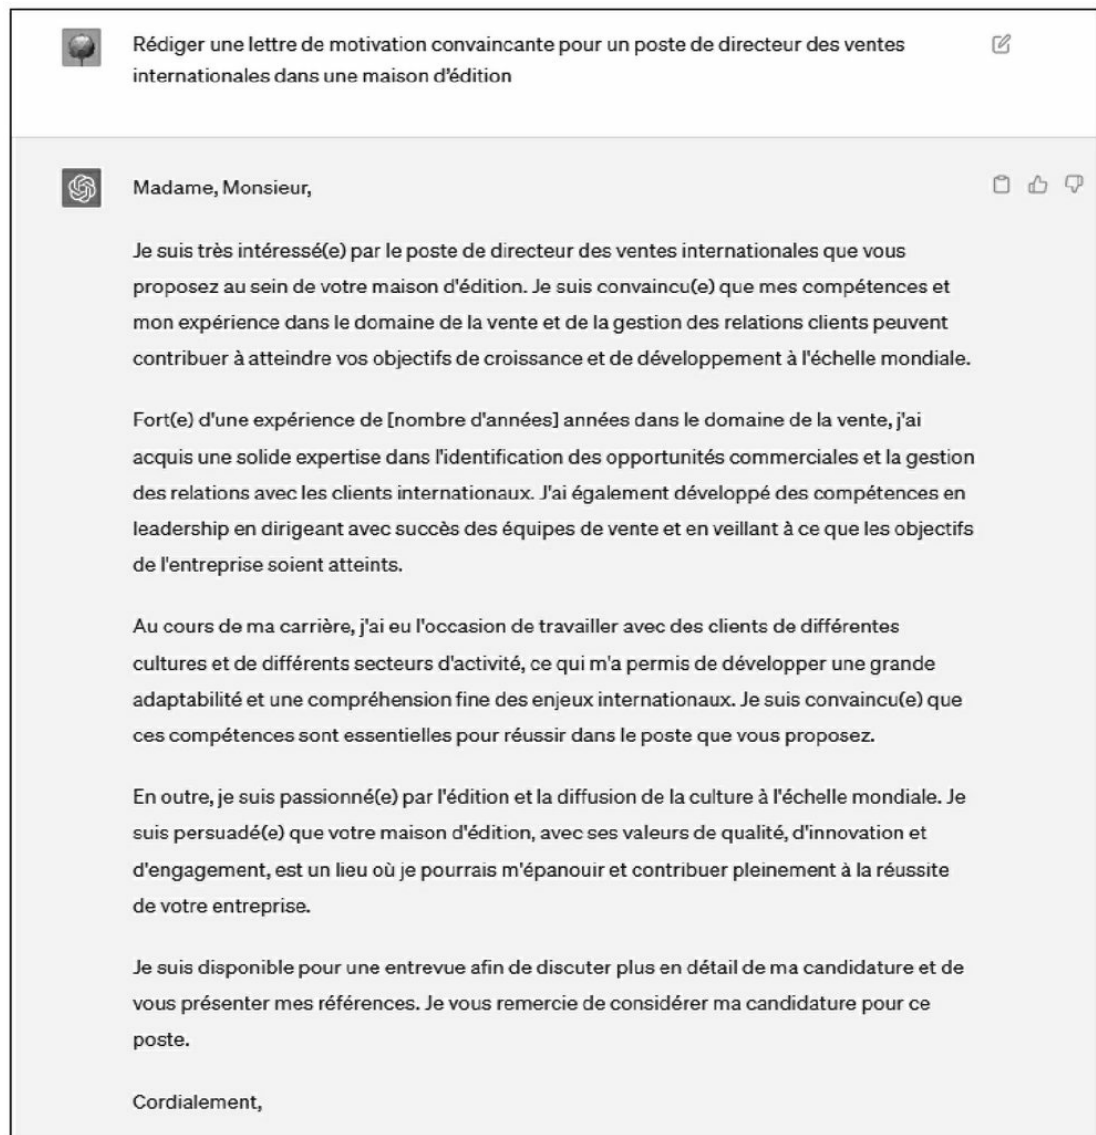 Rédiger une lettre de motivation convaincante pour un poste de directeur des ventes
internationales dans une maison d'édition
Madame, Monsieur,
Je suis très intéressé(e) par le poste de directeur des ventes internationales que vous
proposez au sein de votre maison d'édition. Je suis convaincu(e) que mes compétences et
mon expérience dans le domaine de la vente et de la gestion des relations clients peuvent
contribuer à atteindre vos objectifs de croissance et de développement à l'échelle mondiale.
Fort(e) d'une expérience de [nombre d'années] années dans le domaine de la vente, j'ai
acquis une solide expertise dans l'identification des opportunités commerciales et la gestion
des relations avec les clients internationaux. J'ai également développé des compétences en
leadership en dirigeant avec succès des équipes de vente et en veillant à ce que les objectifs
de l'entreprise soient atteints.
Au cours de ma carrière, j'ai eu l'occasion de travailler avec des clients de différentes
cultures et de différents secteurs d'activité, ce qui m'a permis de développer une grande
adaptabilité et une compréhension fine des enjeux internationaux. Je suis convaincu(e) que
ces compétences sont essentielles pour réussir dans le poste que vous proposez.
En outre, je suis passionné(e) par l'édition et la diffusion de la culture à l'échelle mondiale. Je
suis persuadé(e) que votre maison d'édition, avec ses valeurs de qualité, d'innovation et
d'engagement, est un lieu où je pourrais m'épanouir et contribuer pleinement à la réussite
de votre entreprise.
Je suis disponible pour une entrevue afin de discuter plus en détail de ma candidature et de
vous présenter mes références. Je vous remercie de considérer ma candidature pour ce
poste.
Cordialement,